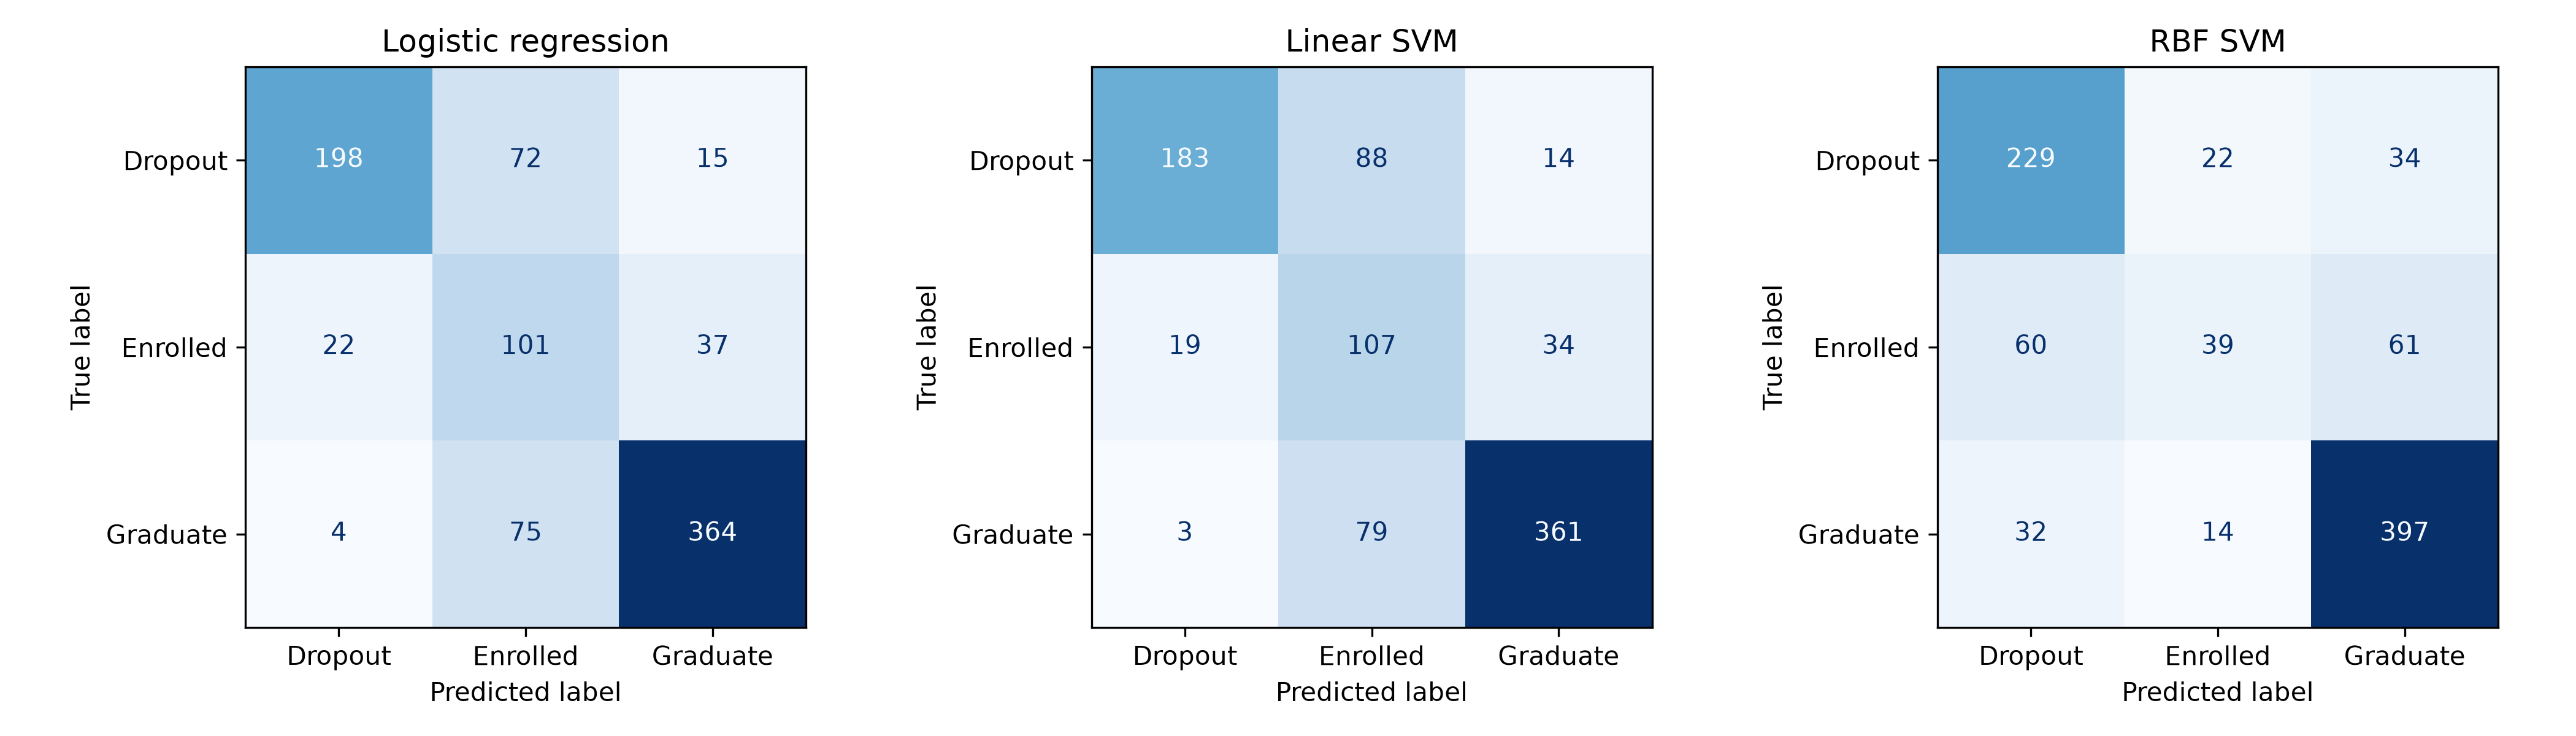 Logistic regression
Dropout 198 72 15
Enrolled 22 101 37
Graduate 4 75 364
True label
Dropout Enrolled Graduate
Predicted label
Linear SVM
Dropout 183 88 14
Enrolled 19 107 34
Graduate 3 79 361
True label
Dropout Enrolled Graduate
Predicted label
RBF SVM
Dropout 229 22 34
Enrolled 60 39 61
Graduate 32 14 397
True label
Dropout Enrolled Graduate
Predicted label